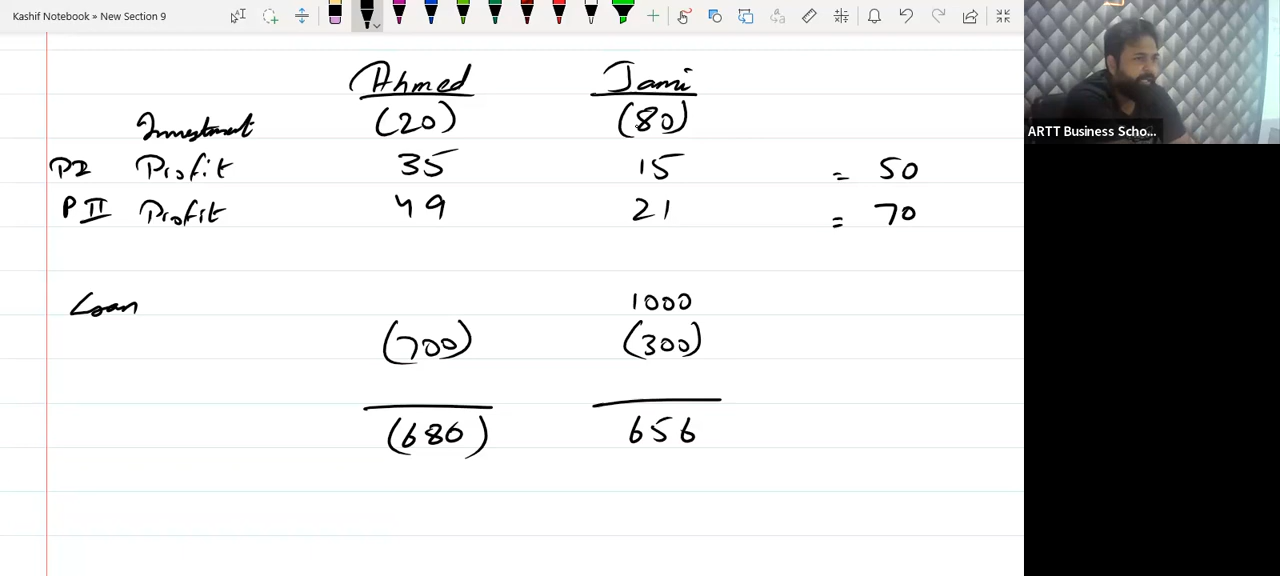 Kashif Notebook » New Section 9
Ahmed Jami
Investment (20) (80)
PI Profit 35 15 = 50
PII Profit 49 21 = 70
Loan 1000
(700) (300)
(686) 656
ARTT Business Scho...